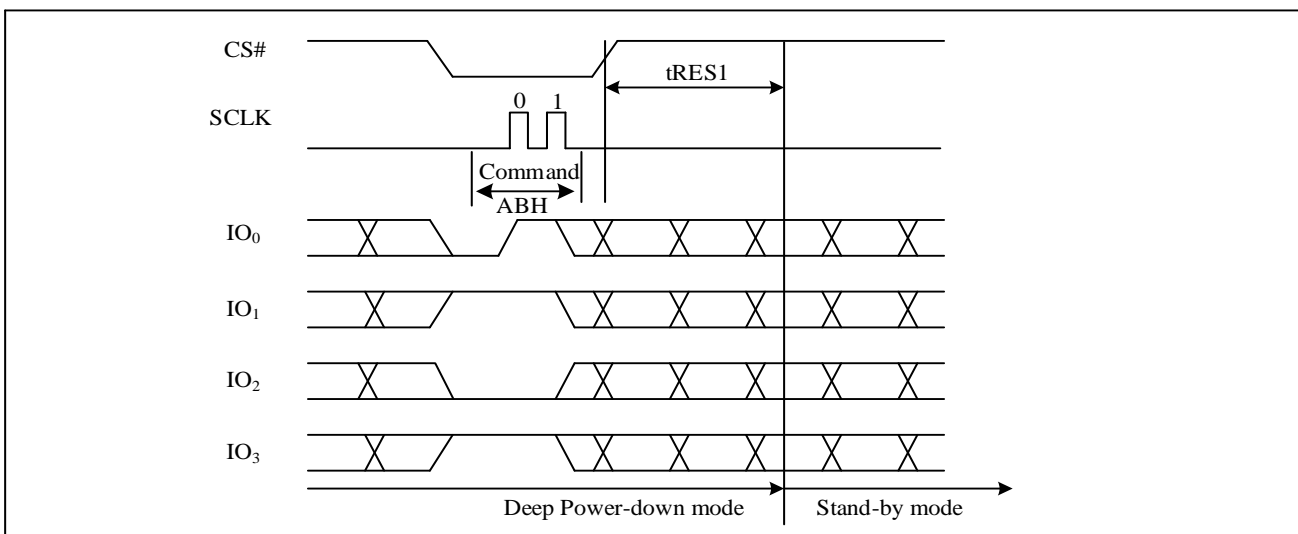 CS#
tRES1
0 1
SCLK
Command
ABH
IO₀
IO₁
IO₂
IO₃
Deep Power-down mode Stand-by mode